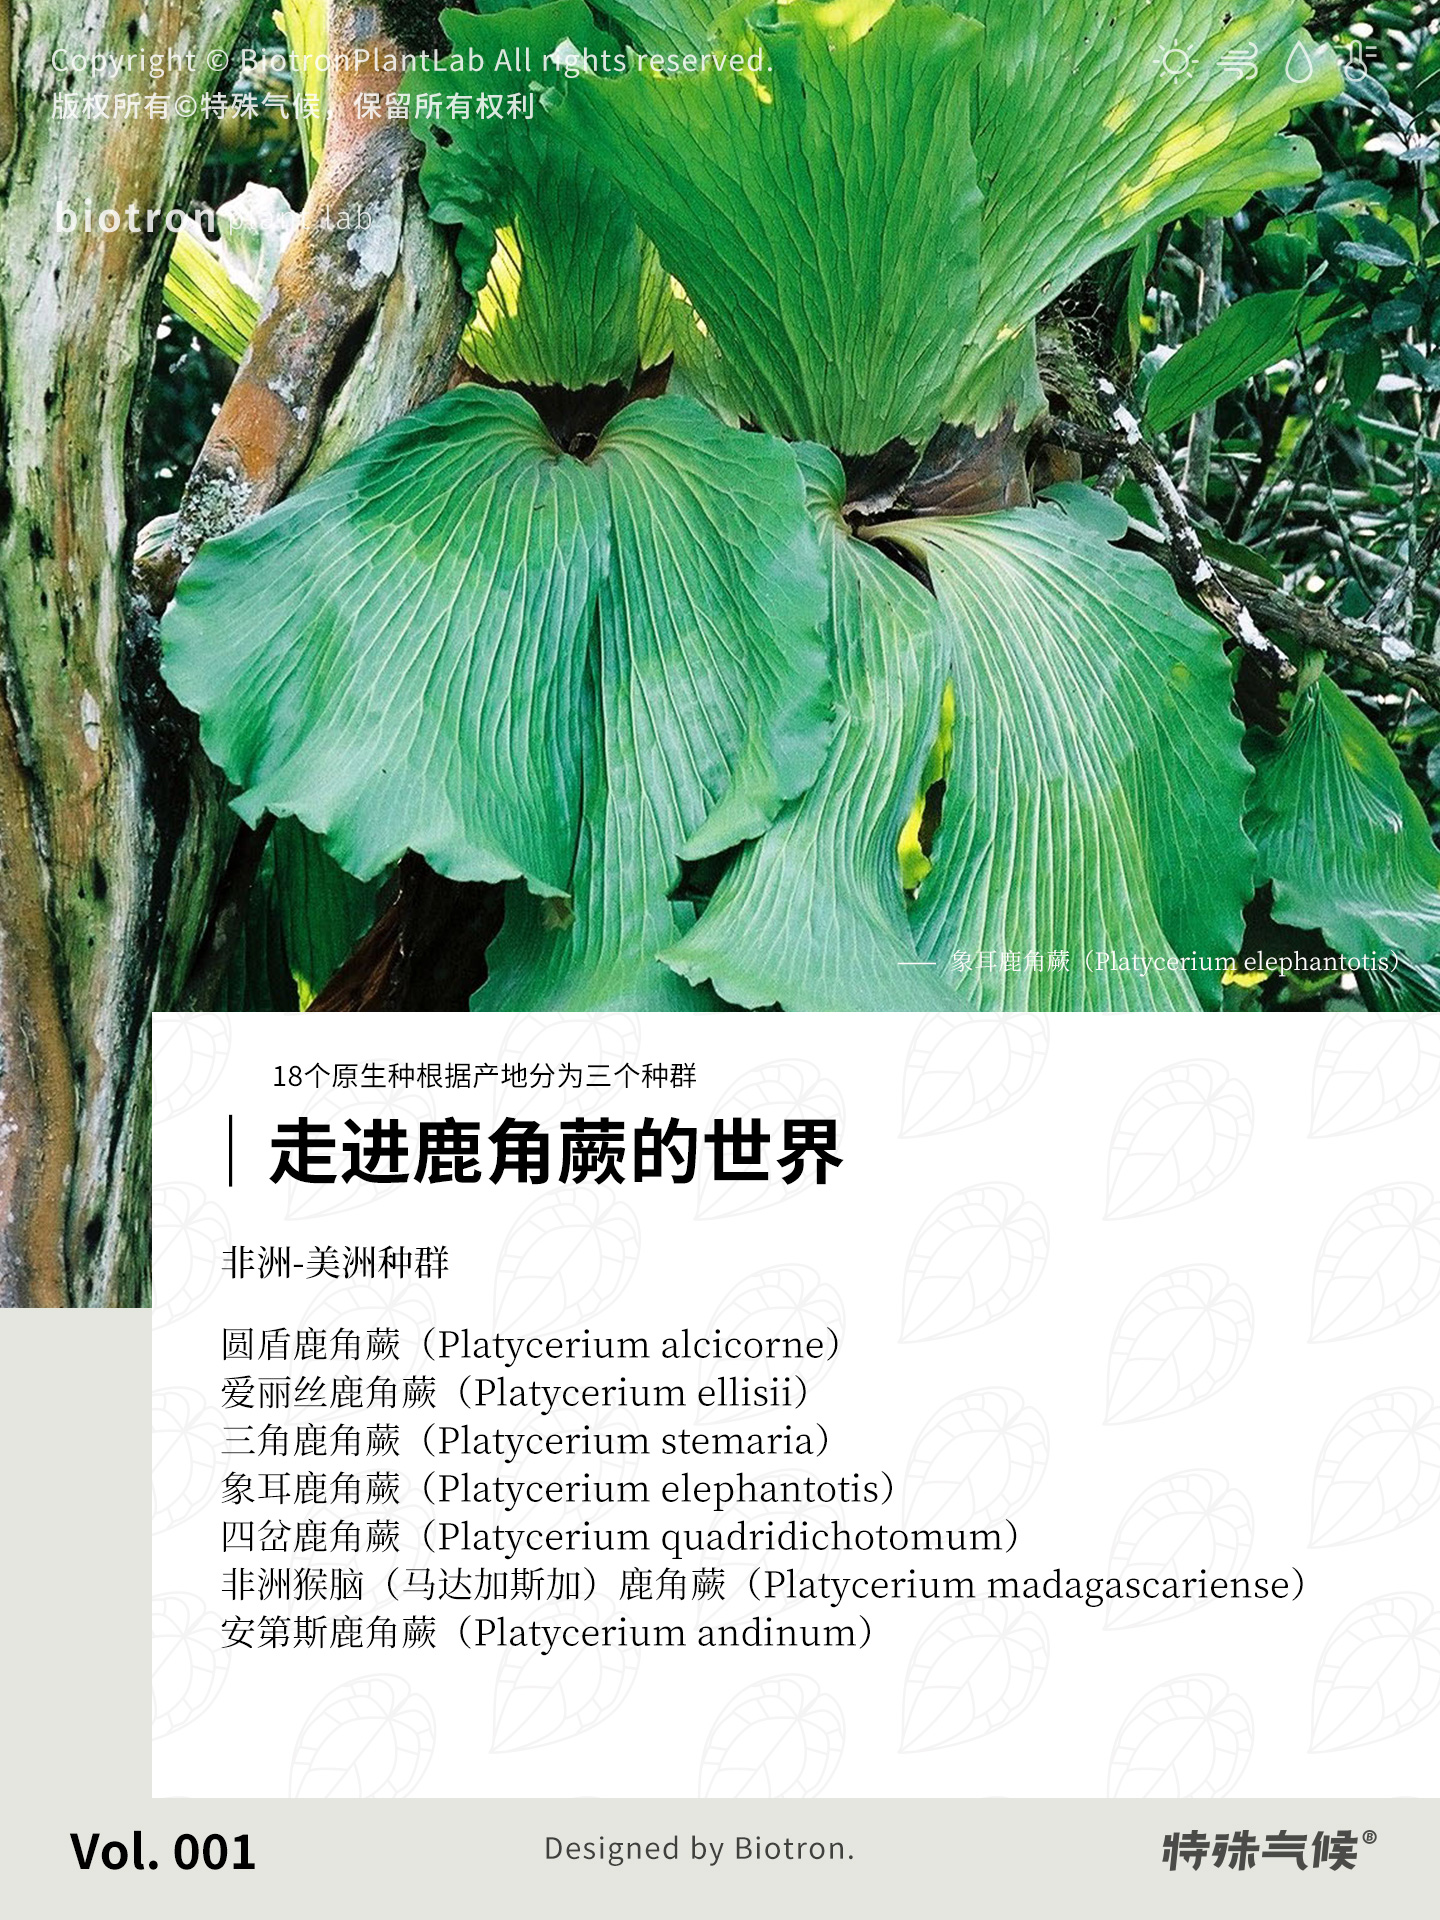 Copyright © BiotronPlantLab All rights reserved.
版权所有©特殊气候，保留所有权利
biotron plant lab
象耳鹿角蕨（Platycerium elephantotis）
18个原生种根据产地分为三个种群
走进鹿角蕨的世界
非洲-美洲种群
圆盾鹿角蕨（Platycerium alcicorne）
爱丽丝鹿角蕨（Platycerium ellisii）
三角鹿角蕨（Platycerium stemaria）
象耳鹿角蕨（Platycerium elephantotis）
四岔鹿角蕨（Platycerium quadridichotomum）
非洲猴脑（马达加斯加）鹿角蕨（Platycerium madagascariense）
安第斯鹿角蕨（Platycerium andinum）
Vol. 001
Designed by Biotron.
特殊气候®